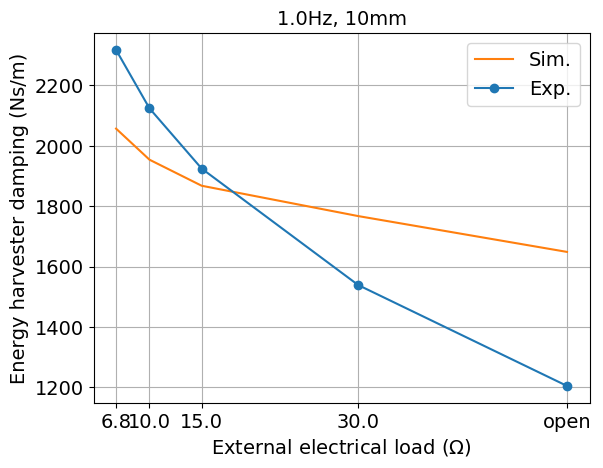 1.0Hz, 10mm
Energy harvester damping (Ns/m)
2200
2000
1800
1600
1400
1200
Sim.
Exp.
6.8 10.0 15.0 30.0 open
External electrical load (Ω)